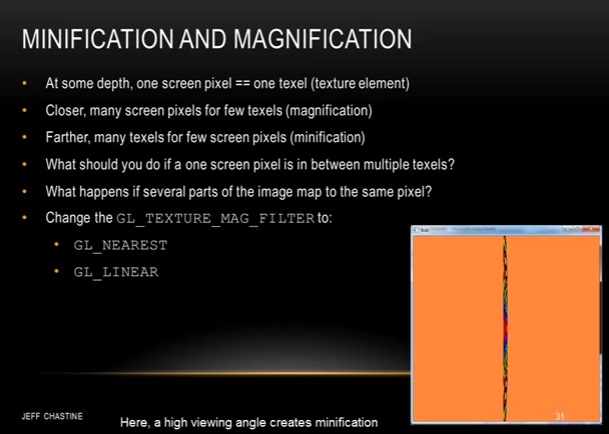 MINIFICATION AND MAGNIFICATION
At some depth, one screen pixel == one texel (texture element)
Closer, many screen pixels for few texels (magnification)
Farther, many texels for few screen pixels (minification)
What should you do if a one screen pixel is in between multiple texels?
What happens if several parts of the image map to the same pixel?
Change the GL_TEXTURE_MAG_FILTER to:
GL_NEAREST
GL_LINEAR
JEFF CHASTINE
Here, a high viewing angle creates minification
31